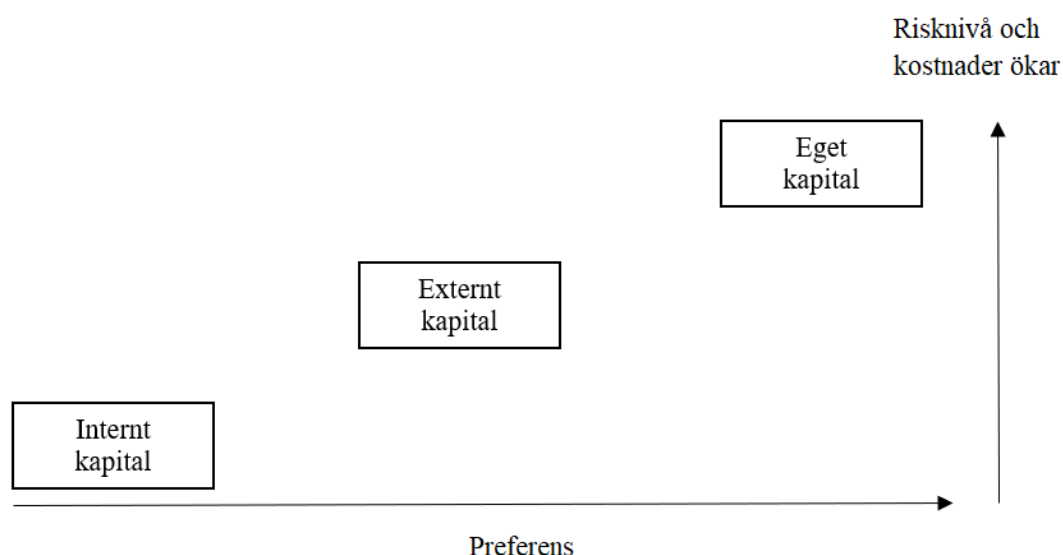 Risknivå och
kostnader ökar
Eget
kapital
Externt
kapital
Internt
kapital
Preferens